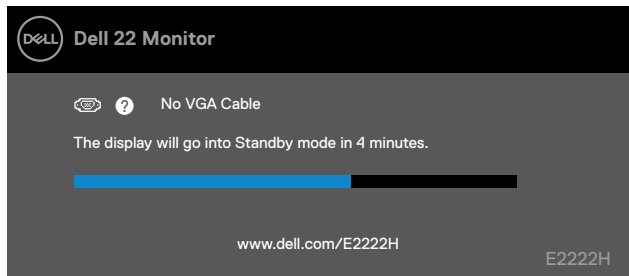 DELL Dell 22 Monitor
? No VGA Cable
The display will go into Standby mode in 4 minutes.
www.dell.com/E2222H
E2222H